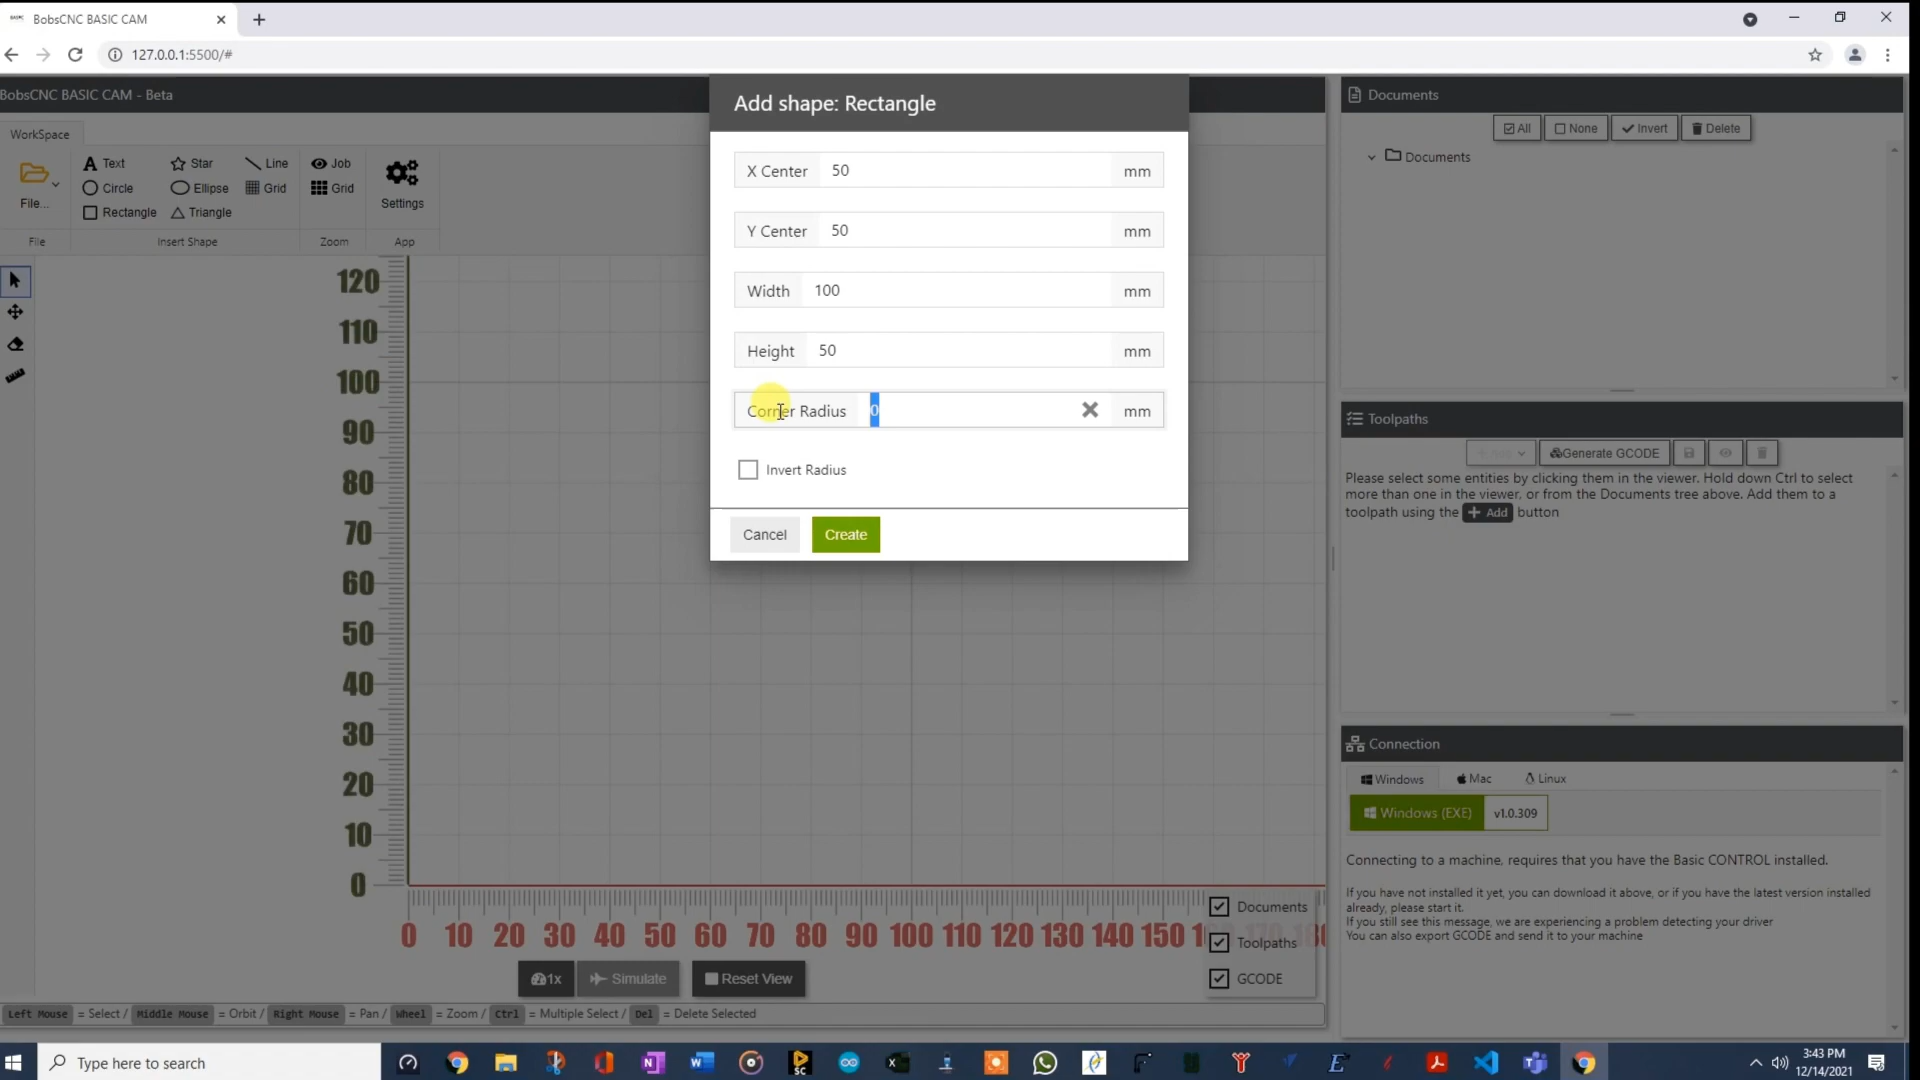 BobsCNC BASIC CAM
127.0.0.1:5500/#
BobsCNC BASIC CAM - Beta
WorkSpace
File...
Text
Star
Line
Circle
Ellipse
Grid
Rectangle
Triangle
Job
Grid
Settings
File
Insert Shape
Zoom
App
Add shape: Rectangle
X Center 50 mm
Y Center 50 mm
Width 100 mm
Height 50 mm
Corner Radius 0 mm
Invert Radius
Cancel
Create
120
110
100
90
80
70
60
50
40
30
20
10
0
0 10 20 30 40 50 60 70 80 90 100 110 120 130 140 150
Documents
Toolpaths
GCODE
1x
Simulate
Reset View
Left Mouse = Select / Middle Mouse = Orbit / Right Mouse = Pan / Wheel = Zoom / Ctrl = Multiple Select / Del = Delete Selected
Documents
All
None
Invert
Delete
Documents
Toolpaths
Generate GCODE
Please select some entities by clicking them in the viewer. Hold down Ctrl to select
more than one in the viewer, or from the Documents tree above. Add them to a
toolpath using the + Add button
Connection
Windows
Mac
Linux
Windows (EXE) v1.0.309
Connecting to a machine, requires that you have the Basic CONTROL installed.
If you have not installed it yet, you can download it above, or if you have the latest version installed
already, please start it.
If you still see this message, we are experiencing a problem detecting your driver
You can also export GCODE and send it to your machine
Type here to search
3:43 PM
12/14/2021